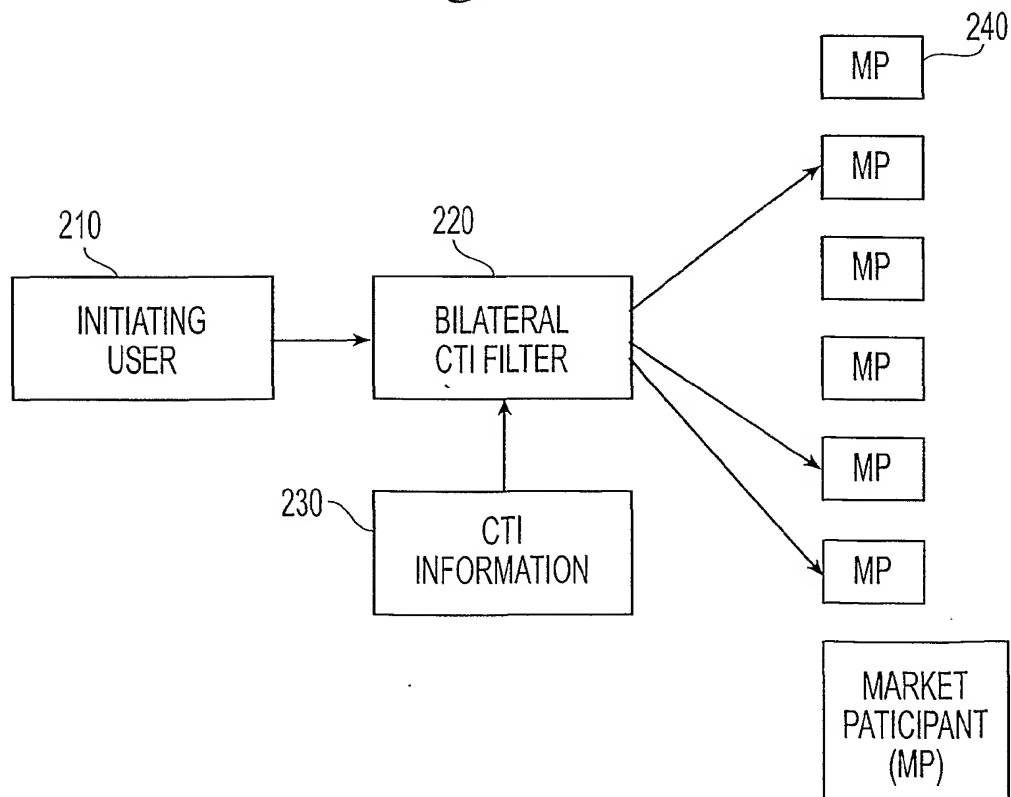 240
MP
MP
210
220
MP
INITIATING
USER
BILATERAL
CTI FILTER
MP
MP
230
CTI
INFORMATION
MP
MARKET
PATICIPANT
(MP)